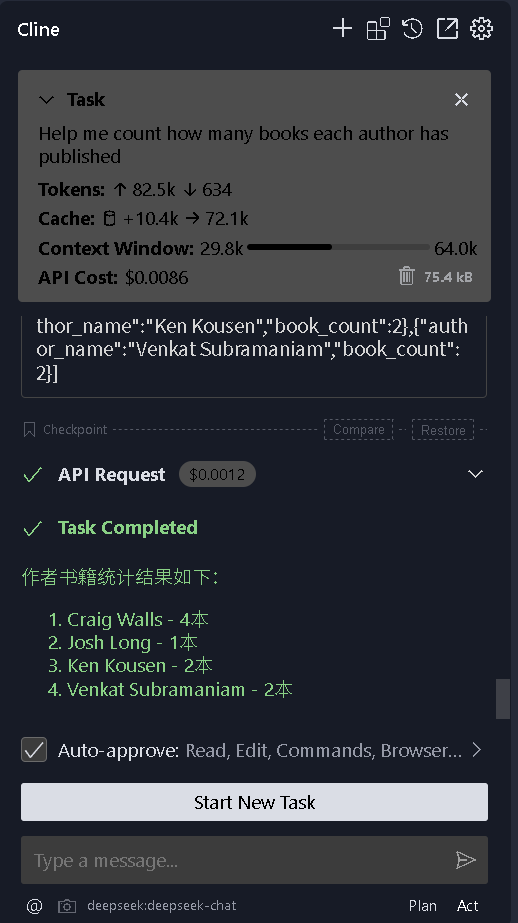 Cline
Task
Help me count how many books each author has
published
Tokens: ↑ 82.5k ↓ 634
Cache: +10.4k → 72.1k
Context Window: 29.8k 64.0k
API Cost: $0.0086 75.4 kB
thor_name":"Ken Kousen","book_count":2},{"auth
or_name":"Venkat Subramaniam","book_count":
2}]
Checkpoint Compare Restore
API Request $0.0012
Task Completed
作者书籍统计结果如下：
1. Craig Walls - 4本
2. Josh Long - 1本
3. Ken Kousen - 2本
4. Venkat Subramaniam - 2本
Auto-approve: Read, Edit, Commands, Browser...
Start New Task
Type a message...
@ deepseek:deepseek-chat Plan Act